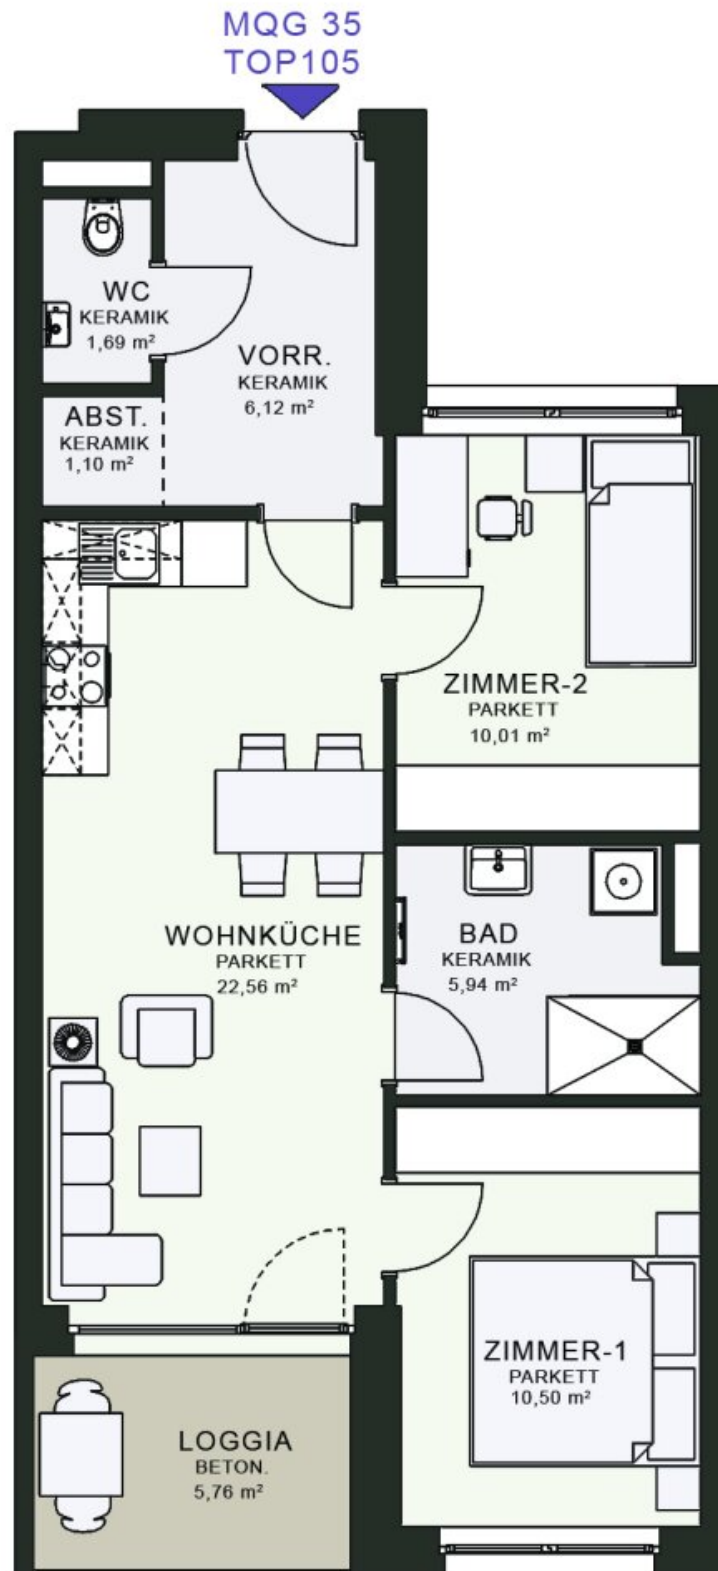 MQG 35
TOP105
WC
KERAMIK
1,69 m²
VORR.
KERAMIK
6,12 m²
ABST.
KERAMIK
1,10 m²
ZIMMER-2
PARKETT
10,01 m²
WOHNKÜCHE
PARKETT
22,56 m²
BAD
KERAMIK
5,94 m²
ZIMMER-1
PARKETT
10,50 m²
LOGGIA
BETON.
5,76 m²